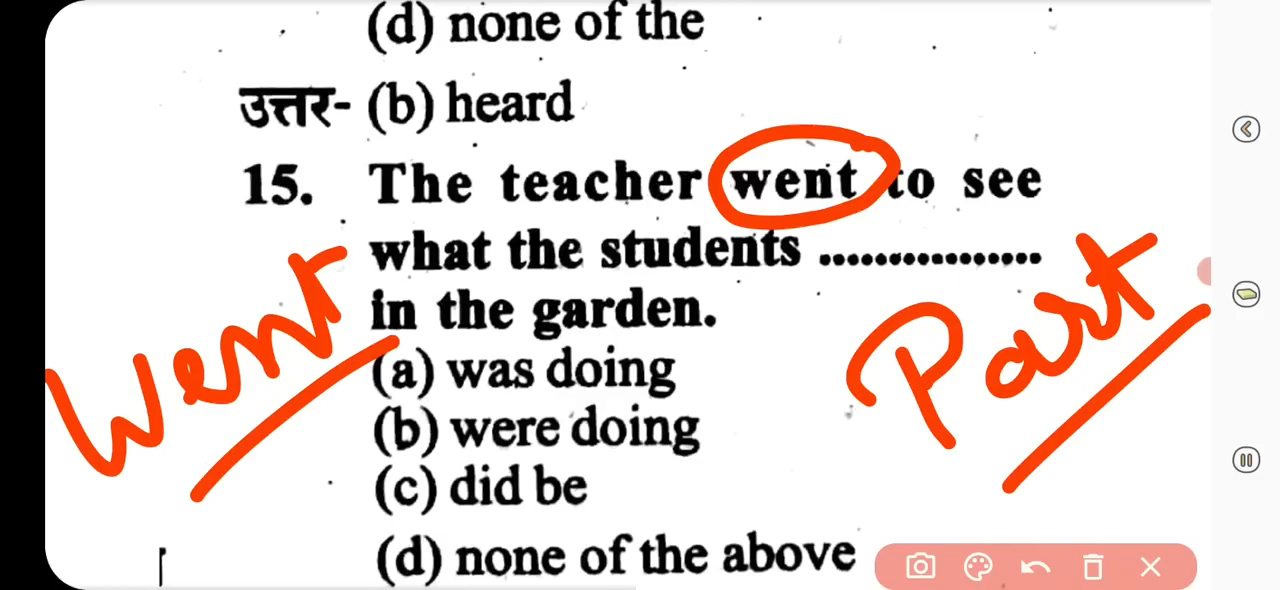 (d) none of the
उत्तर- (b) heard
15. The teacher went to see
what the students ................
in the garden.
(a) was doing
(b) were doing
(c) did be
(d) none of the above
Went
Part